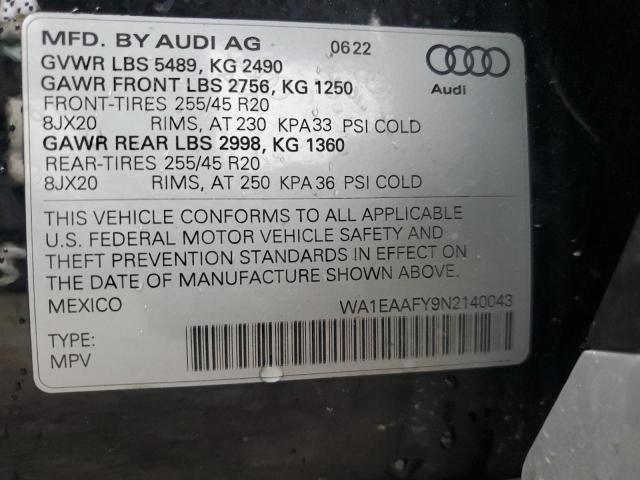 MFD. BY AUDI AG 0622
GVWR LBS 5489, KG 2490
GAWR FRONT LBS 2756, KG 1250
Audi
FRONT-TIRES 255/45 R20
8JX20 RIMS, AT 230 KPA33 PSI COLD
GAWR REAR LBS 2998, KG 1360
REAR-TIRES 255/45 R20
8JX20 RIMS, AT 250 KPA36 PSI COLD
THIS VEHICLE CONFORMS TO ALL APPLICABLE
U.S. FEDERAL MOTOR VEHICLE SAFETY AND
THEFT PREVENTION STANDARDS IN EFFECT ON
THE DATE OF MANUFACTURE SHOWN ABOVE.
MEXICO WA1EAAFY9N2140043
TYPE:
MPV